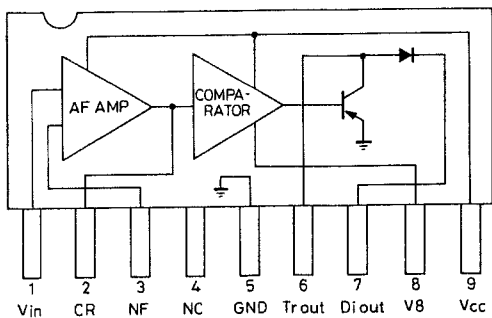 AF AMP
COMPA-
RATOR
1 2 3 4 5 6 7 8 9
Vin CR NF NC GND Trout Diout V8 Vcc